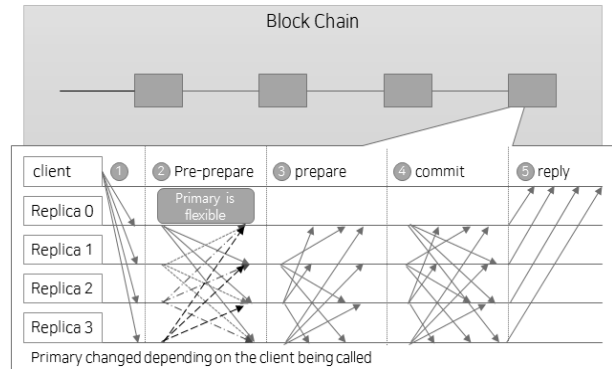 Block Chain
client
1
2 Pre-prepare
3 prepare
4 commit
5 reply
Primary is
flexible
Replica 0
Replica 1
Replica 2
Replica 3
Primary changed depending on the client being called